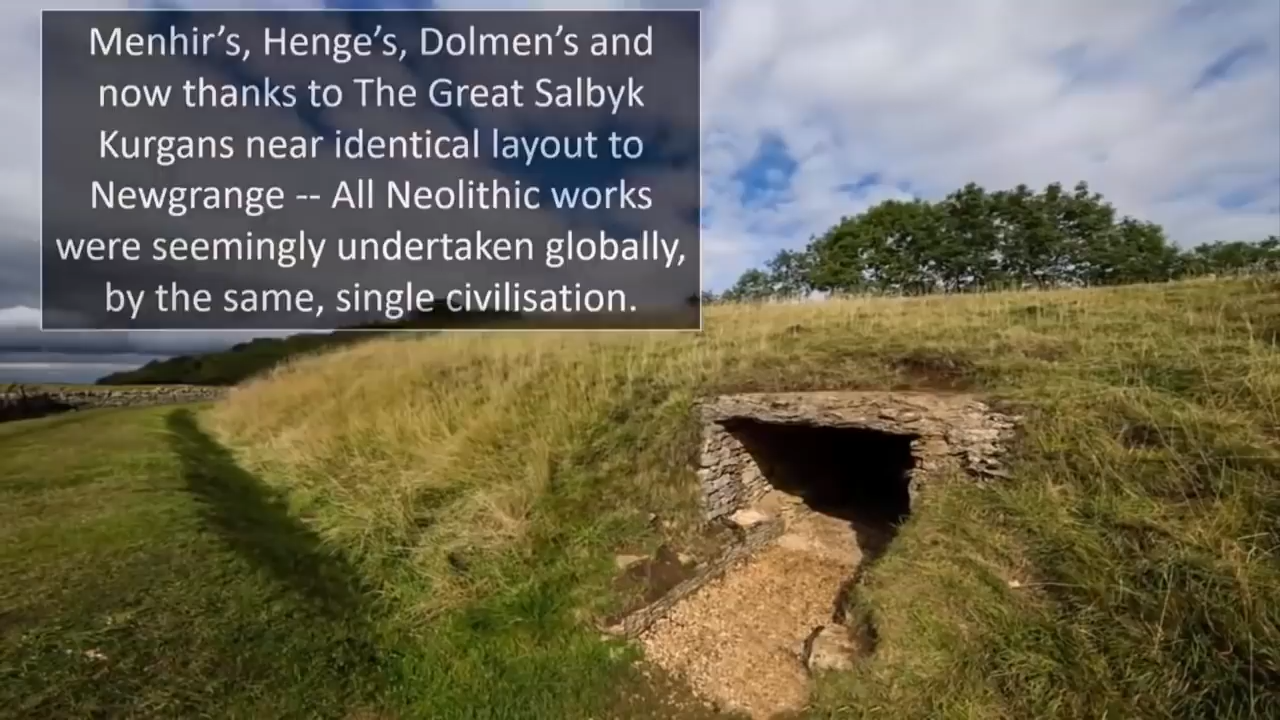 Menhir's, Henge's, Dolmen's and
now thanks to The Great Salbyk
Kurgans near identical layout to
Newgrange -- All Neolithic works
were seemingly undertaken globally,
by the same, single civilisation.